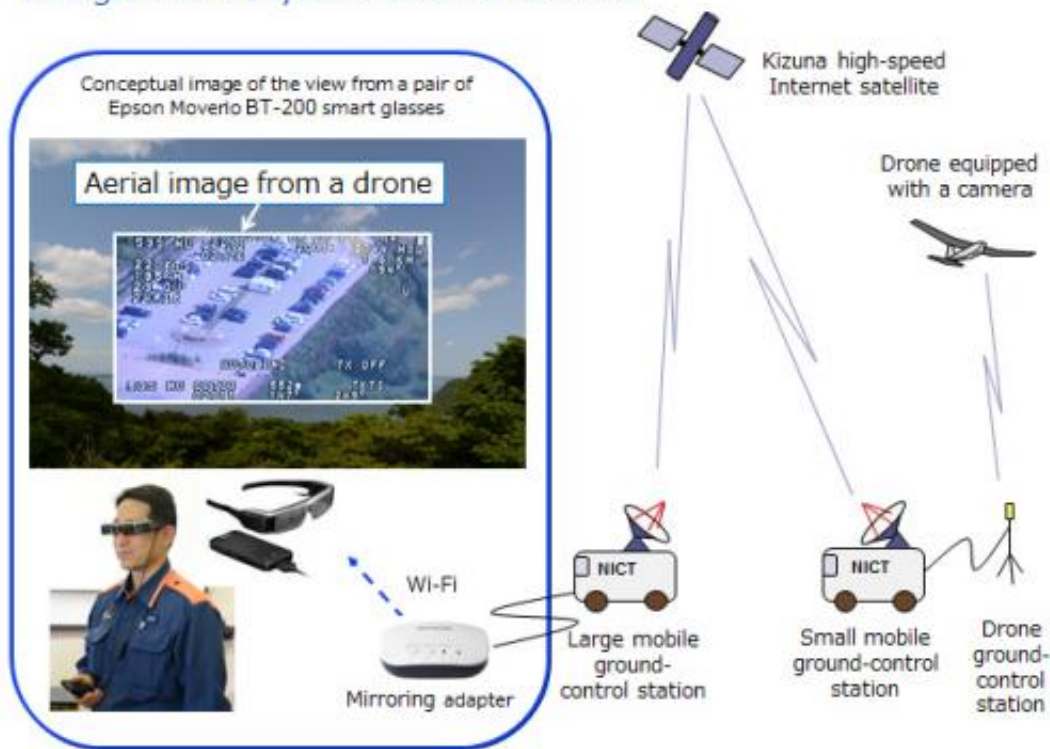 Conceptual image of the view from a pair of
Epson Moverio BT-200 smart glasses
Aerial image from a drone
TX OFF
Kizuna high-speed
Internet satellite
Drone equipped
with a camera
Wi-Fi
Mirroring adapter
NICT
Large mobile
ground-
control station
NICT
Small mobile
ground-control
station
Drone
ground-
control
station